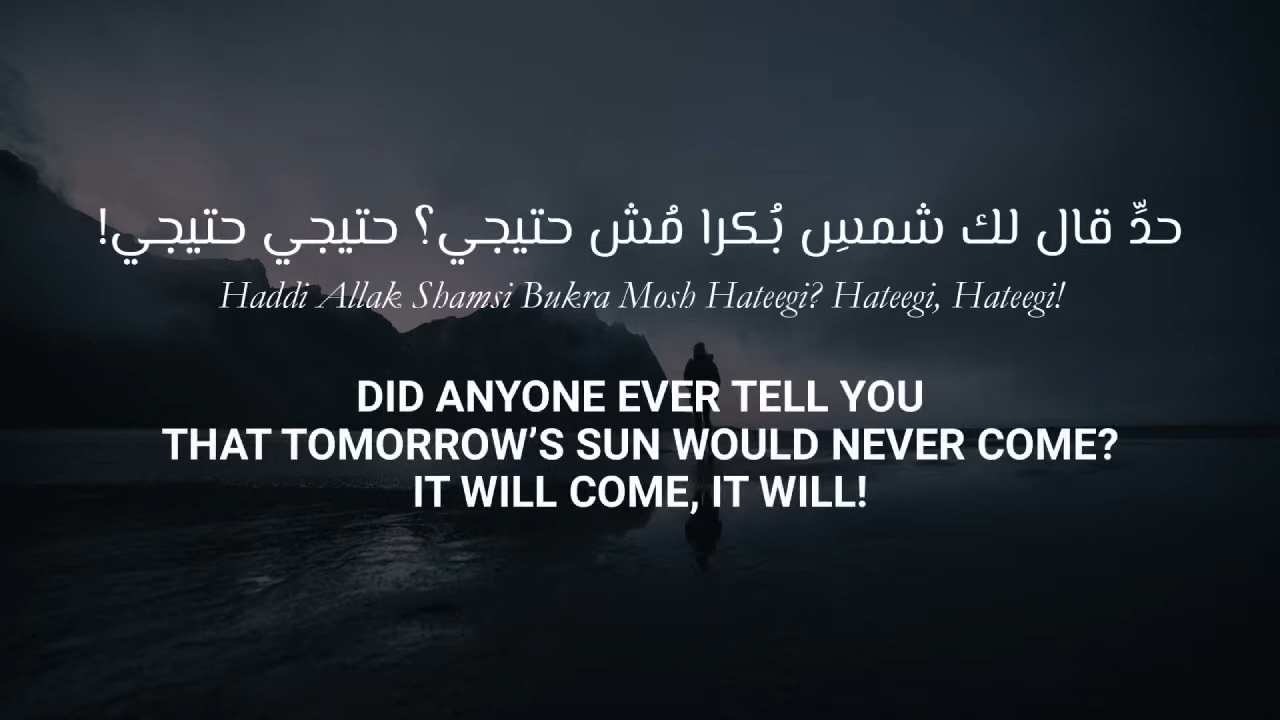 حدِّ قال لك شمسِ بُكرا مُش حتيجي؟ حتيجي حتيجي!
Haddi Allak Shamsi Bukra Mosh Hateegi? Hateegi, Hateegi!
DID ANYONE EVER TELL YOU
THAT TOMORROW’S SUN WOULD NEVER COME?
IT WILL COME, IT WILL!